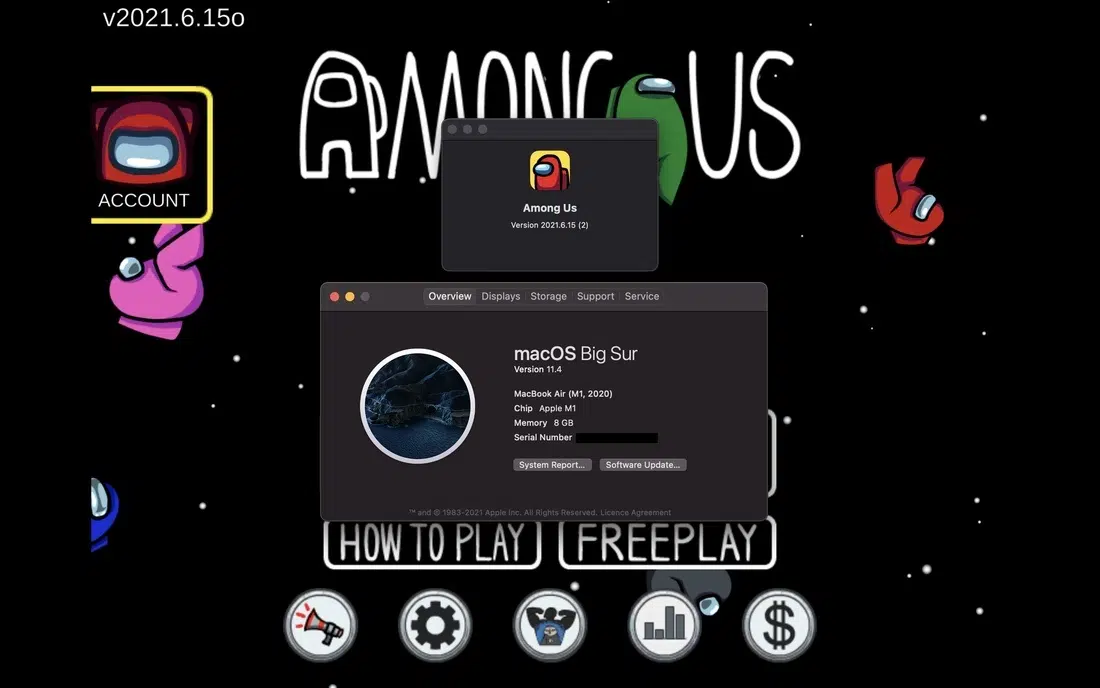 v2021.6.15o
AMONG US
ACCOUNT
Among Us
Version 2021.6.15 (2)
Overview Displays Storage Support Service
macOS Big Sur
Version 11.4
MacBook Air (M1, 2020)
Chip Apple M1
Memory 8 GB
Serial Number
System Report... Software Update...
™ and © 1983-2021 Apple Inc. All Rights Reserved. Licence Agreement
HOW TO PLAY FREEPLAY
$